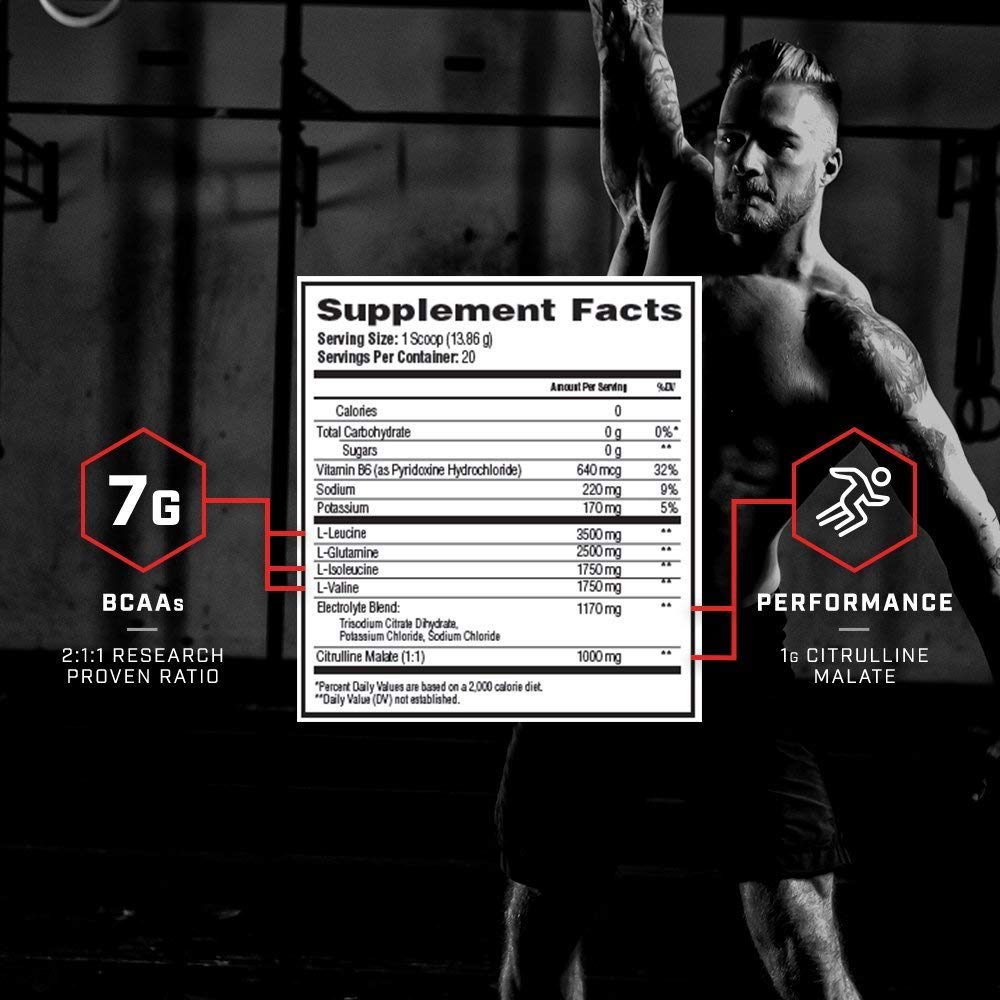 Supplement Facts
Serving Size: 1 Scoop (13.86 g)
Servings Per Container: 20
Amount Per Serving %DV
Calories 0
Total Carbohydrate 0 g 0%*
Sugars 0 g **
Vitamin B6 (as Pyridoxine Hydrochloride) 640 mcg 32%
Sodium 220 mg 9%
Potassium 170 mg 5%
L-Leucine 3500 mg **
L-Glutamine 2500 mg **
L-Isoleucine 1750 mg **
L-Valine 1750 mg **
Electrolyte Blend: 1170 mg **
Trisodium Citrate Dihydrate,
Potassium Chloride, Sodium Chloride
Citrulline Malate (1:1) 1000 mg **
*Percent Daily Values are based on a 2,000 calorie diet.
**Daily Value (DV) not established.
7G
BCAAs
2:1:1 RESEARCH
PROVEN RATIO
PERFORMANCE
1G CITRULLINE
MALATE